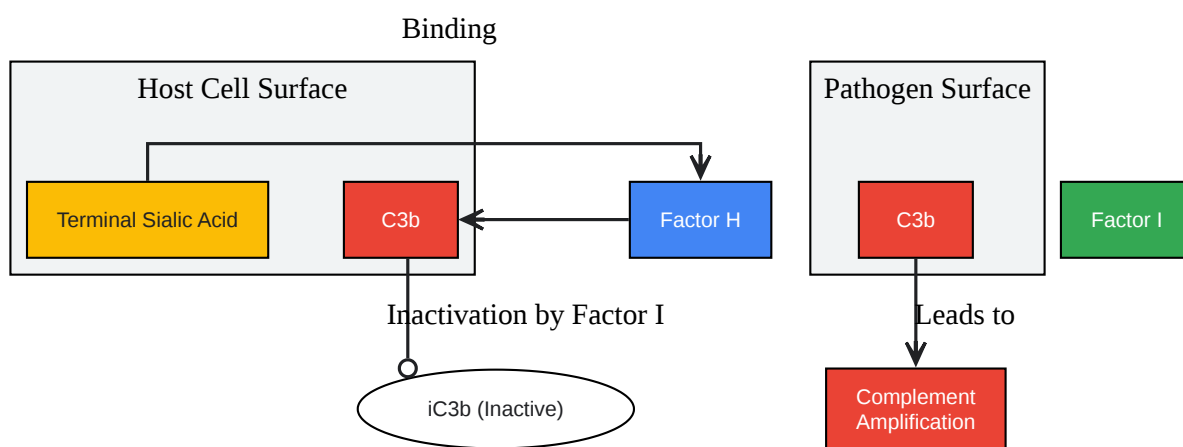 Binding
Host Cell Surface
Pathogen Surface
Terminal Sialic Acid
C3b
Factor H
C3b
Factor I
Inactivation by Factor I
Leads to
iC3b (Inactive)
Complement
Amplification